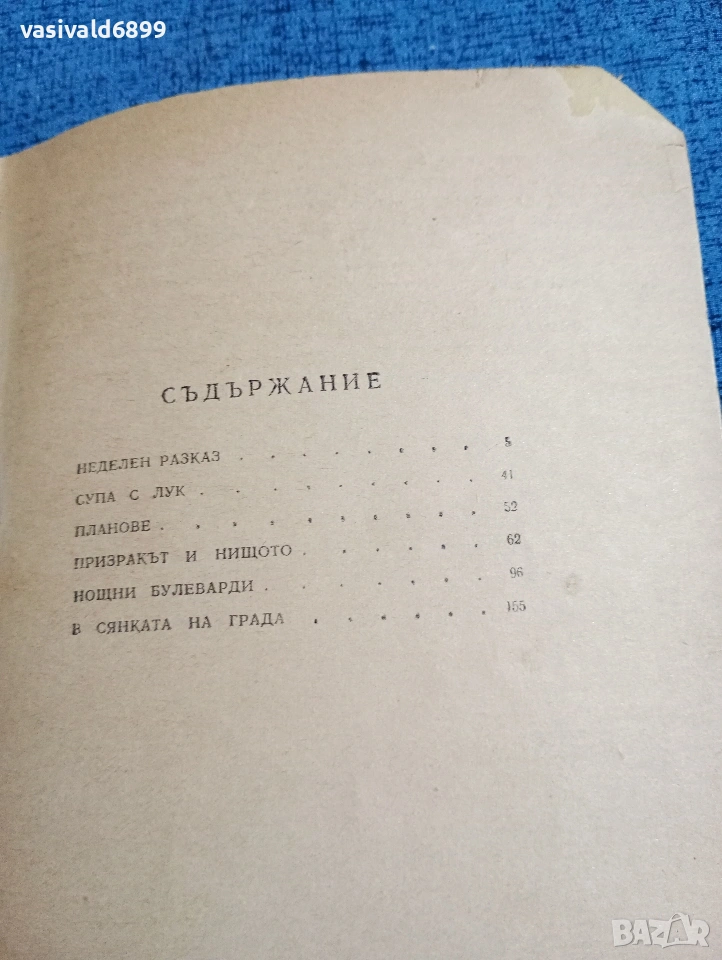 vasivald6899
СЪДЪРЖАНИЕ
НЕДЕЛЕН РАЗКАЗ . . . . . . . . 5
СУПА С ЛУК . . . . . . . . . 41
ПЛАНОВЕ . . . . . . . . . . 52
ПРИЗРАКЪТ И НИЩОТО . . . . . . 62
НОЩНИ БУЛЕВАРДИ . . . . . . . 96
В СЯНКАТА НА ГРАДА . . . . . . 155
BAZAR